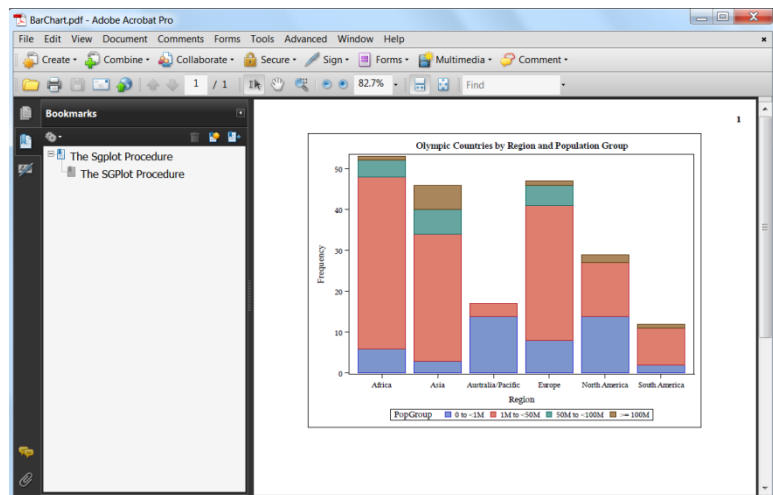 BarChart.pdf - Adobe Acrobat Pro
File Edit View Document Comments Forms Tools Advanced Window Help
Create Combine Collaborate Secure Sign Forms Multimedia Comment
1 / 1 82.7% Find
Bookmarks
The Sgplot Procedure
The SGPlot Procedure
1
Olympic Countries by Region and Population Group
50
40
30
20
10
0
Frequency
Africa Asia Australia/Pacific Europe North America South America
Region
PopGroup 0 to <1M 1M to <50M 50M to <100M >= 100M